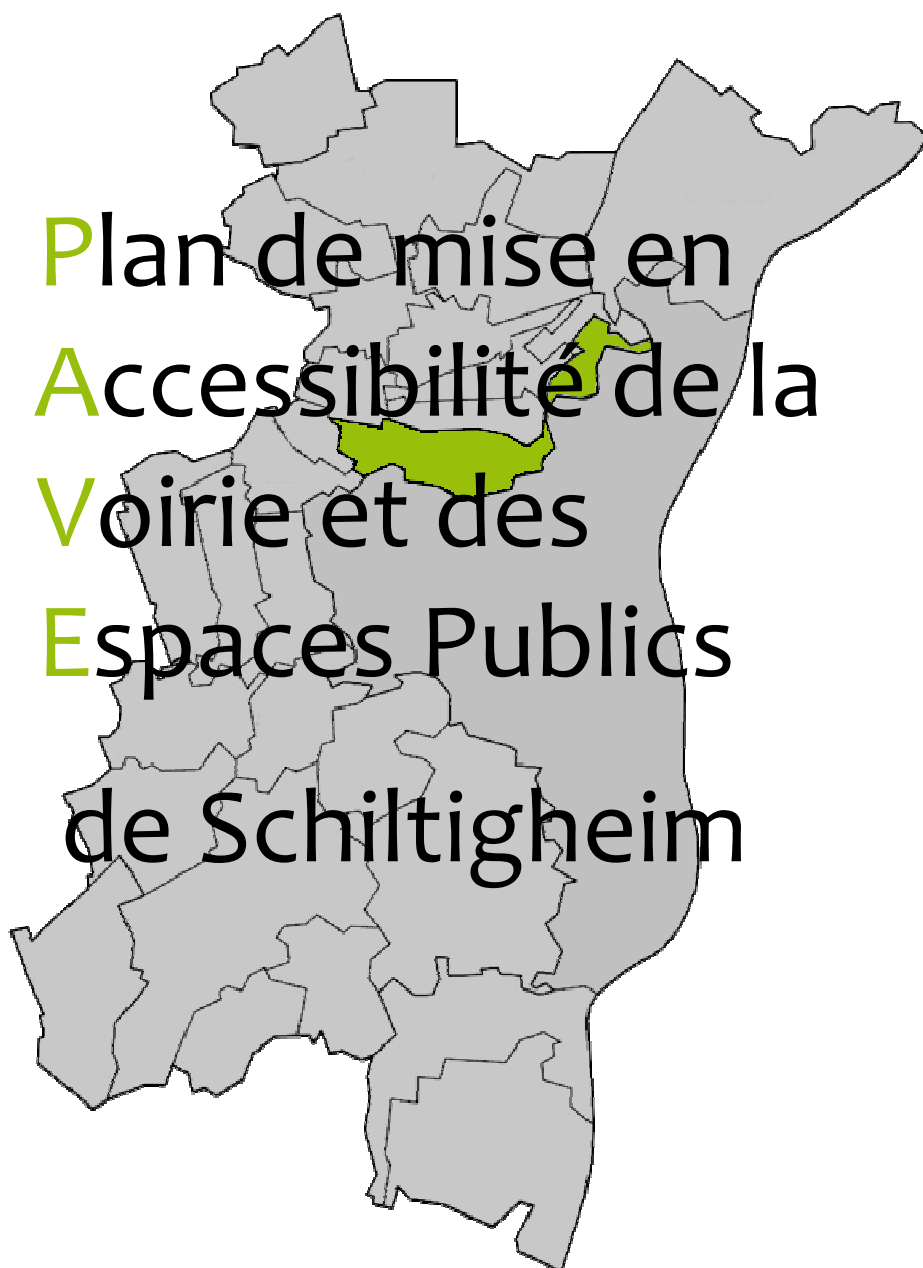 Plan de mise en
Accessibilité de la
Voirie et des
Espaces Publics
de Schiltigheim